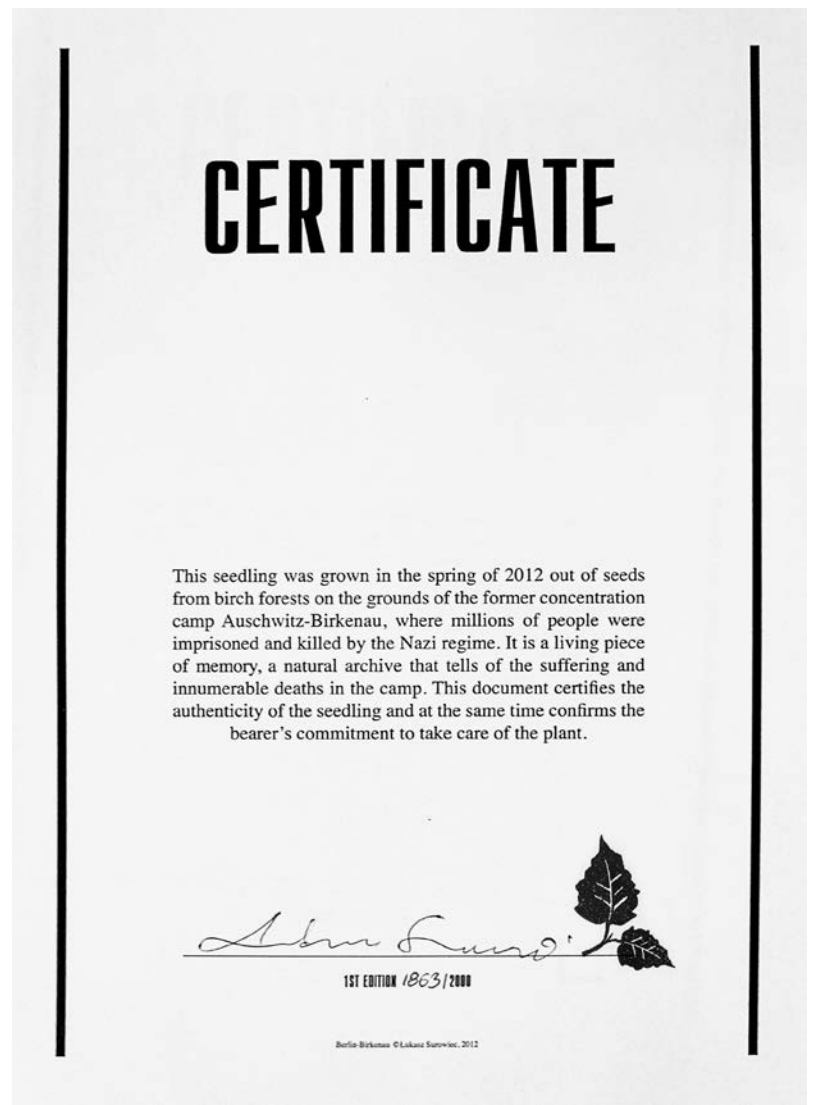 CERTIFICATE
This seedling was grown in the spring of 2012 out of seeds
from birch forests on the grounds of the former concentration
camp Auschwitz-Birkenau, where millions of people were
imprisoned and killed by the Nazi regime. It is a living piece
of memory, a natural archive that tells of the suffering and
innumerable deaths in the camp. This document certifies the
authenticity of the seedling and at the same time confirms the
bearer's commitment to take care of the plant.
1ST EDITION 1863/2000
Berlin-Birkenau ©Łukasz Surowiec, 2012